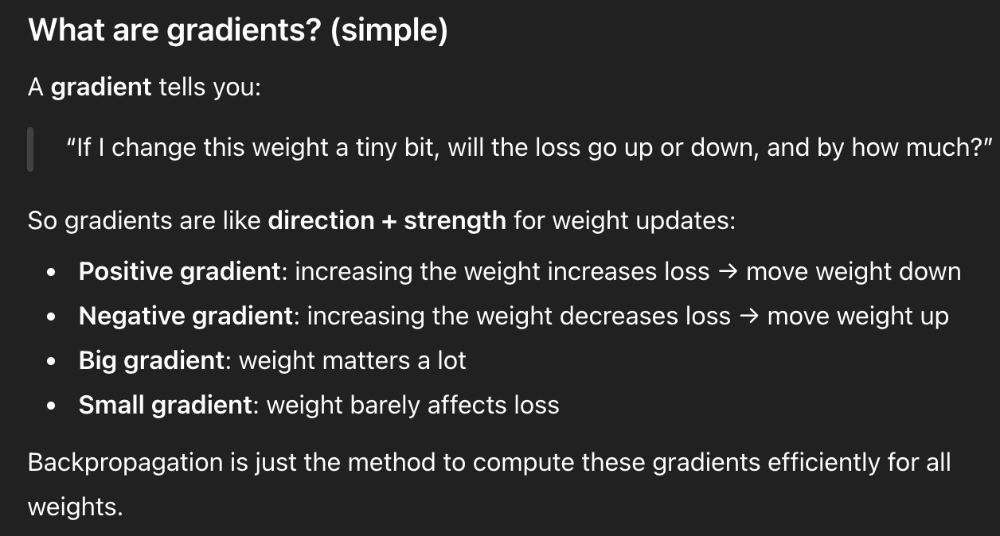 What are gradients? (simple)
A gradient tells you:
“If I change this weight a tiny bit, will the loss go up or down, and by how much?”
So gradients are like direction + strength for weight updates:
• Positive gradient: increasing the weight increases loss → move weight down
• Negative gradient: increasing the weight decreases loss → move weight up
• Big gradient: weight matters a lot
• Small gradient: weight barely affects loss
Backpropagation is just the method to compute these gradients efficiently for all
weights.